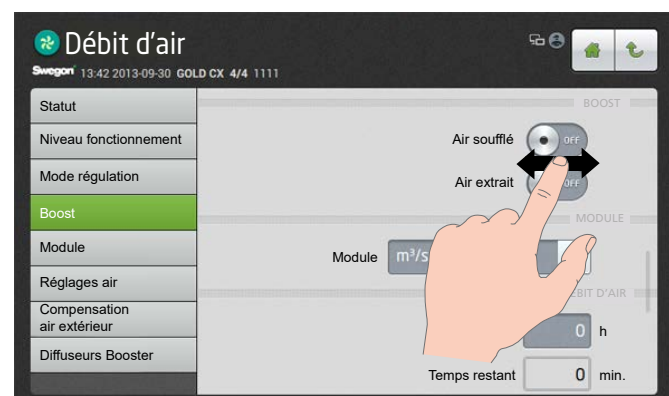 Débit d'air
Swegon 13:42 2013-09-30 GOLD CX 4/4 1111
Statut
Niveau fonctionnement
Mode régulation
Boost
Module
Réglages air
Compensation
air extérieur
Diffuseurs Booster
BOOST
Air soufflé OFF
Air extrait OFF
MODULE
Module m³/s
DÉBIT D'AIR
0 h
Temps restant 0 min.